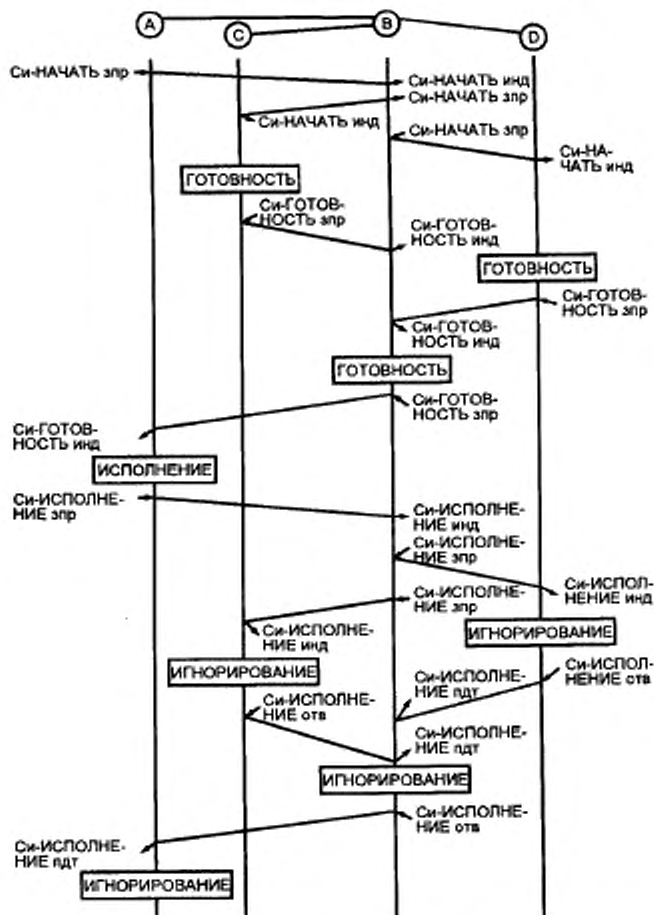 A
C
B
D
Си-НАЧАТЬ зпр
Си-НАЧАТЬ инд
Си-НАЧАТЬ зпр
Си-НАЧАТЬ инд
Си-НАЧАТЬ зпр
Си-НА-
ЧАТЬ инд
ГОТОВНОСТЬ
Си-ГОТОВ-
НОСТЬ зпр
Си-ГОТОВ-
НОСТЬ инд
ГОТОВНОСТЬ
Си-ГОТОВ-
НОСТЬ зпр
Си-ГОТОВ-
НОСТЬ инд
ГОТОВНОСТЬ
Си-ГОТОВ-
НОСТЬ зпр
Си-ГОТОВ-
НОСТЬ инд
ИСПОЛНЕНИЕ
Си-ИСПОЛНЕ-
НИЕ зпр
Си-ИСПОЛНЕ-
НИЕ инд
Си-ИСПОЛНЕ-
НИЕ зпр
Си-ИСПОЛ-
НЕНИЕ инд
Си-ИСПОЛНЕ-
НИЕ зпр
Си-ИСПОЛНЕ-
НИЕ инд
ИГНОРИРОВАНИЕ
ИГНОРИРОВАНИЕ
Си-ИСПОЛ-
НЕНИЕ отв
Си-ИСПОЛНЕ-
НИЕ пдт
Си-ИСПОЛНЕ-
НИЕ отв
Си-ИСПОЛНЕ-
НИЕ пдт
ИГНОРИРОВАНИЕ
Си-ИСПОЛНЕ-
НИЕ отв
Си-ИСПОЛНЕ-
НИЕ пдт
ИГНОРИРОВАНИЕ